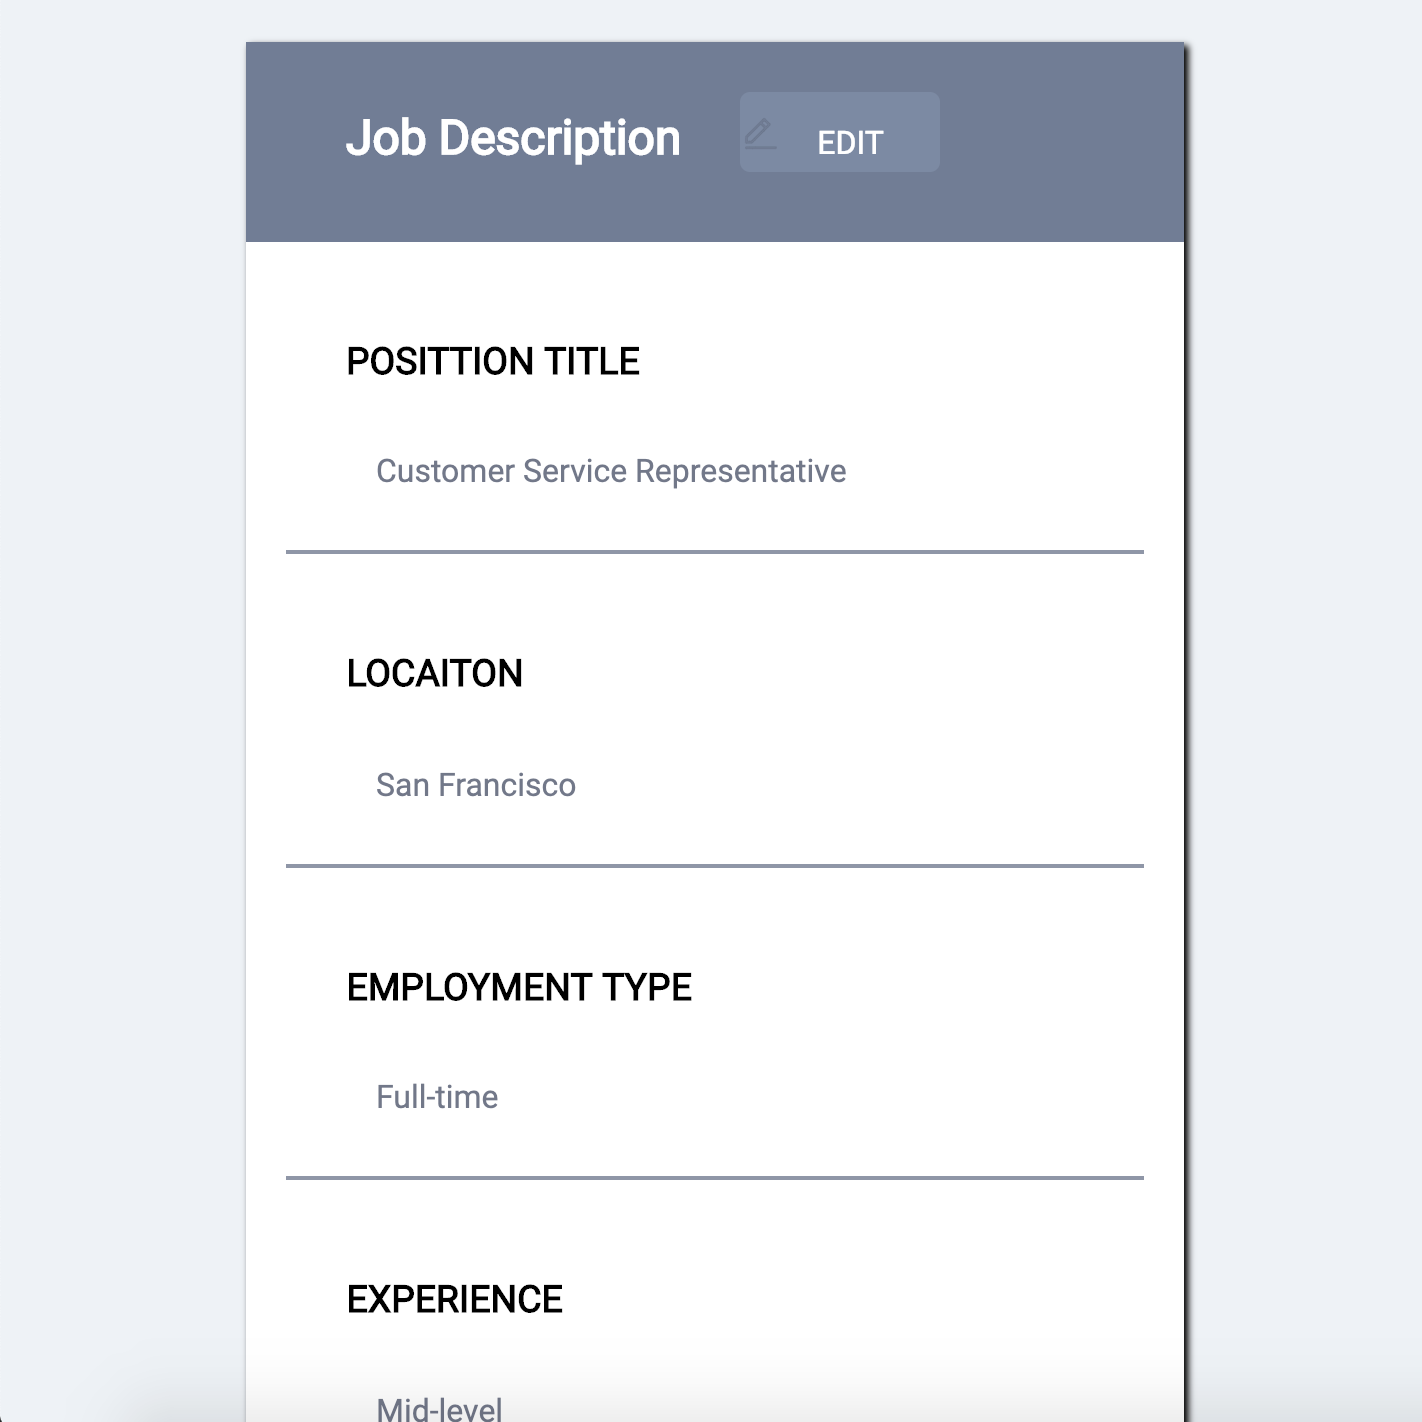 Job Description
EDIT
POSITTION TITLE
Customer Service Representative
LOCAITON
San Francisco
EMPLOYMENT TYPE
Full-time
EXPERIENCE
Mid-level